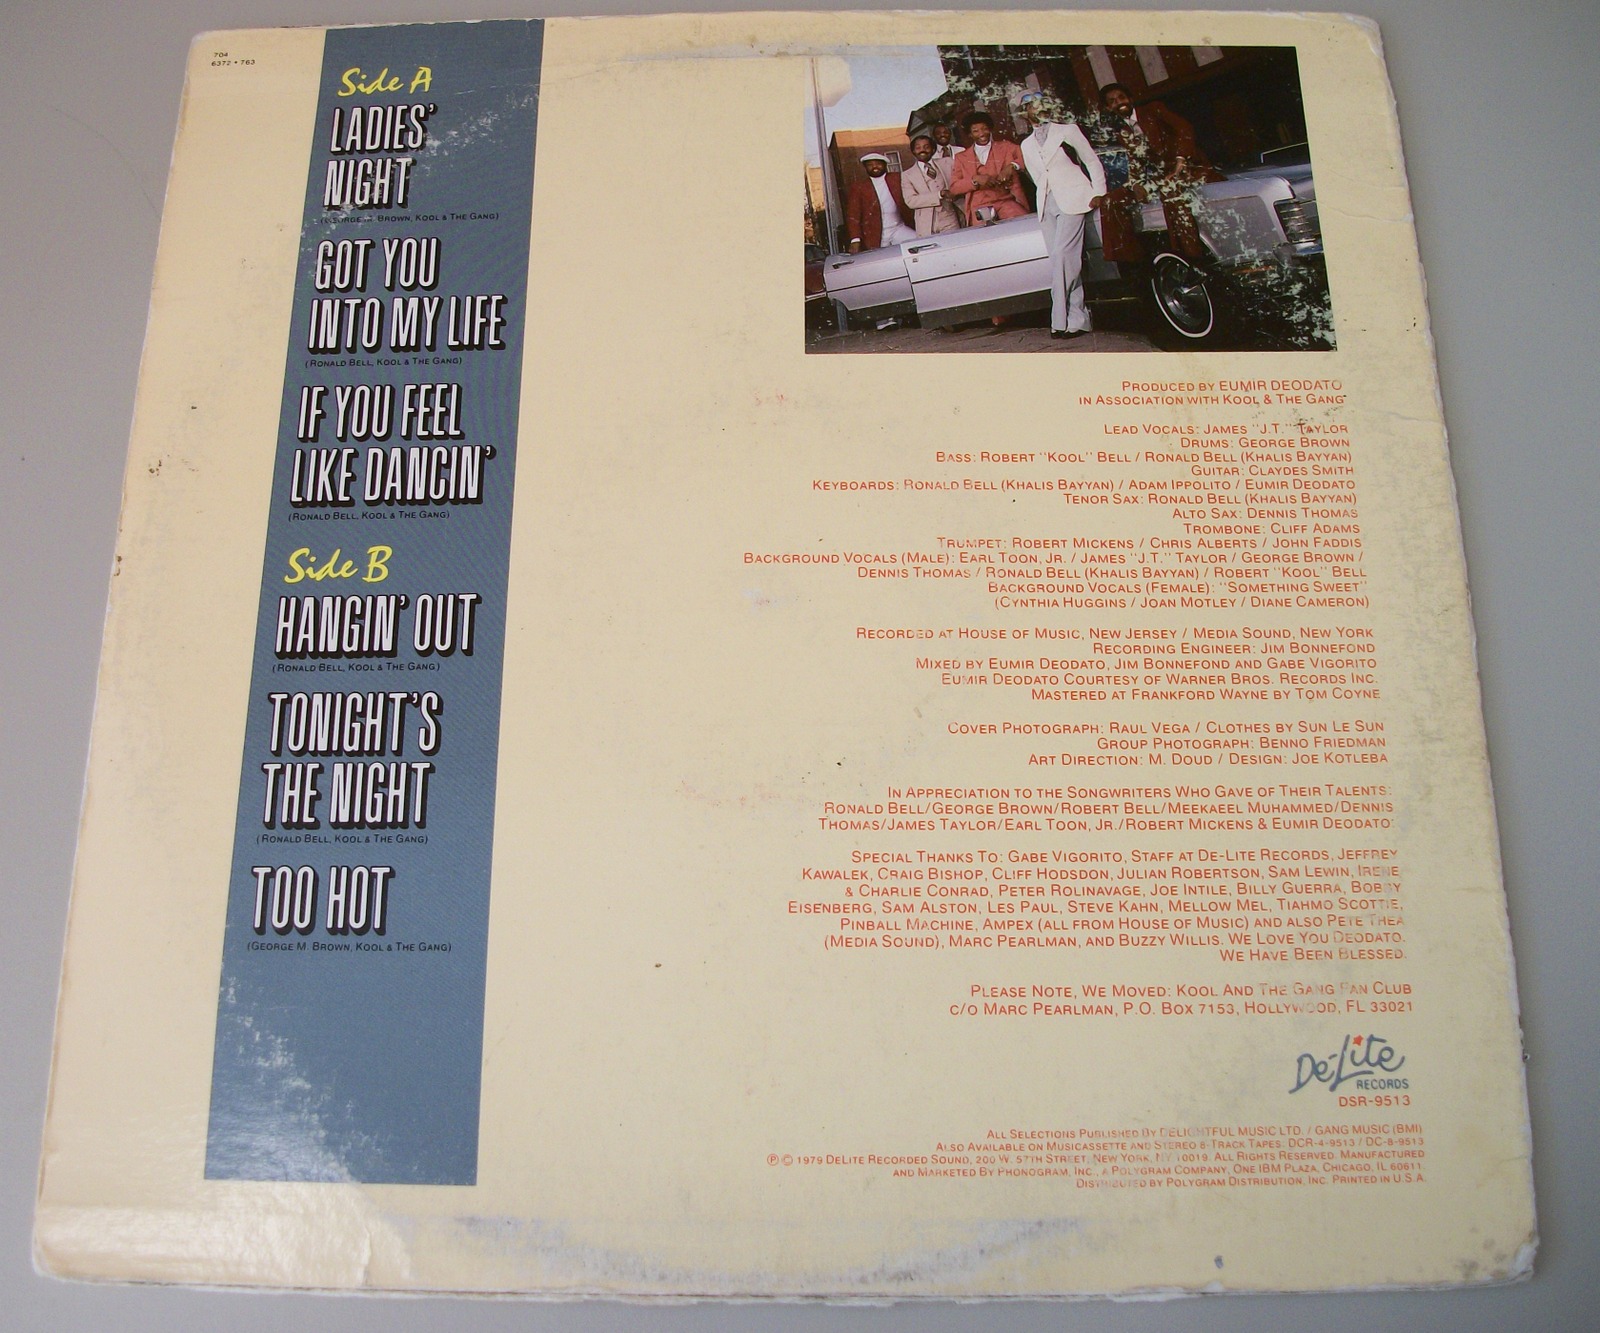 704
6372 • 763
Side A
LADIES'
NIGHT
(GEORGE M. BROWN, KOOL & THE GANG)
GOT YOU
INTO MY LIFE
(RONALD BELL, KOOL & THE GANG)
IF YOU FEEL
LIKE DANCIN'
(RONALD BELL, KOOL & THE GANG)
Side B
HANGIN' OUT
(RONALD BELL, KOOL & THE GANG)
TONIGHT'S
THE NIGHT
(RONALD BELL, KOOL & THE GANG)
TOO HOT
(GEORGE M. BROWN, KOOL & THE GANG)
PRODUCED BY EUMIR DEODATO
IN ASSOCIATION WITH KOOL & THE GANG
LEAD VOCALS: JAMES "J.T." TAYLOR
DRUMS: GEORGE BROWN
BASS: ROBERT "KOOL" BELL / RONALD BELL (KHALIS BAYYAN)
GUITAR: CLAYDES SMITH
KEYBOARDS: RONALD BELL (KHALIS BAYYAN) / ADAM IPPOLITO / EUMIR DEODATO
TENOR SAX: RONALD BELL (KHALIS BAYYAN)
ALTO SAX: DENNIS THOMAS
TROMBONE: CLIFF ADAMS
TRUMPET: ROBERT MICKENS / CHRIS ALBERTS / JOHN FADDIS
BACKGROUND VOCALS (MALE): EARL TOON, JR. / JAMES "J.T." TAYLOR / GEORGE BROWN /
DENNIS THOMAS / RONALD BELL (KHALIS BAYYAN) / ROBERT "KOOL" BELL
BACKGROUND VOCALS (FEMALE): "SOMETHING SWEET"
(CYNTHIA HUGGINS / JOAN MOTLEY / DIANE CAMERON)
RECORDED AT HOUSE OF MUSIC, NEW JERSEY / MEDIA SOUND, NEW YORK
RECORDING ENGINEER: JIM BONNEFOND
MIXED BY EUMIR DEODATO, JIM BONNEFOND AND GABE VIGORITO
EUMIR DEODATO COURTESY OF WARNER BROS. RECORDS INC.
MASTERED AT FRANKFORD WAYNE BY TOM COYNE
COVER PHOTOGRAPH: RAUL VEGA / CLOTHES BY SUN LE SUN
GROUP PHOTOGRAPH: BENNO FRIEDMAN
ART DIRECTION: M. DOUD / DESIGN: JOE KOTLEBA
IN APPRECIATION TO THE SONGWRITERS WHO GAVE OF THEIR TALENTS:
RONALD BELL/GEORGE BROWN/ROBERT BELL/MEEKAEEL MUHAMMED/DENNIS
THOMAS/JAMES TAYLOR/EARL TOON, JR./ROBERT MICKENS & EUMIR DEODATO.
SPECIAL THANKS TO: GABE VIGORITO, STAFF AT DE-LITE RECORDS, JEFFREY
KAWALEK, CRAIG BISHOP, CLIFF HODSDON, JULIAN ROBERTSON, SAM LEWIN, IRENE
& CHARLIE CONRAD, PETER ROLINAVAGE, JOE INTILE, BILLY GUERRA, BOBBY
EISENBERG, SAM ALSTON, LES PAUL, STEVE KAHN, MELLOW MEL, TIAHMO SCOTTIE,
PINBALL MACHINE, AMPEX (ALL FROM HOUSE OF MUSIC) AND ALSO PETE THEA
(MEDIA SOUND), MARC PEARLMAN, AND BUZZY WILLIS. WE LOVE YOU DEODATO.
WE HAVE BEEN BLESSED.
PLEASE NOTE, WE MOVED: KOOL AND THE GANG FAN CLUB
C/O MARC PEARLMAN, P.O. BOX 7153, HOLLYWOOD, FL 33021
De-Lite
RECORDS
DSR-9513
ALL SELECTIONS PUBLISHED BY DELIGHTFUL MUSIC LTD. / GANG MUSIC (BMI)
ALSO AVAILABLE ON MUSICASSETTE AND STEREO 8-TRACK TAPES: DCR-4-9513 / DC-8-9513
℗ © 1979 DELITE RECORDED SOUND, 200 W. 57TH STREET, NEW YORK, NY 10019. ALL RIGHTS RESERVED. MANUFACTURED
AND MARKETED BY PHONOGRAM, INC., A POLYGRAM COMPANY, ONE IBM PLAZA, CHICAGO, IL 60611.
DISTRIBUTED BY POLYGRAM DISTRIBUTION, INC. PRINTED IN U.S.A.